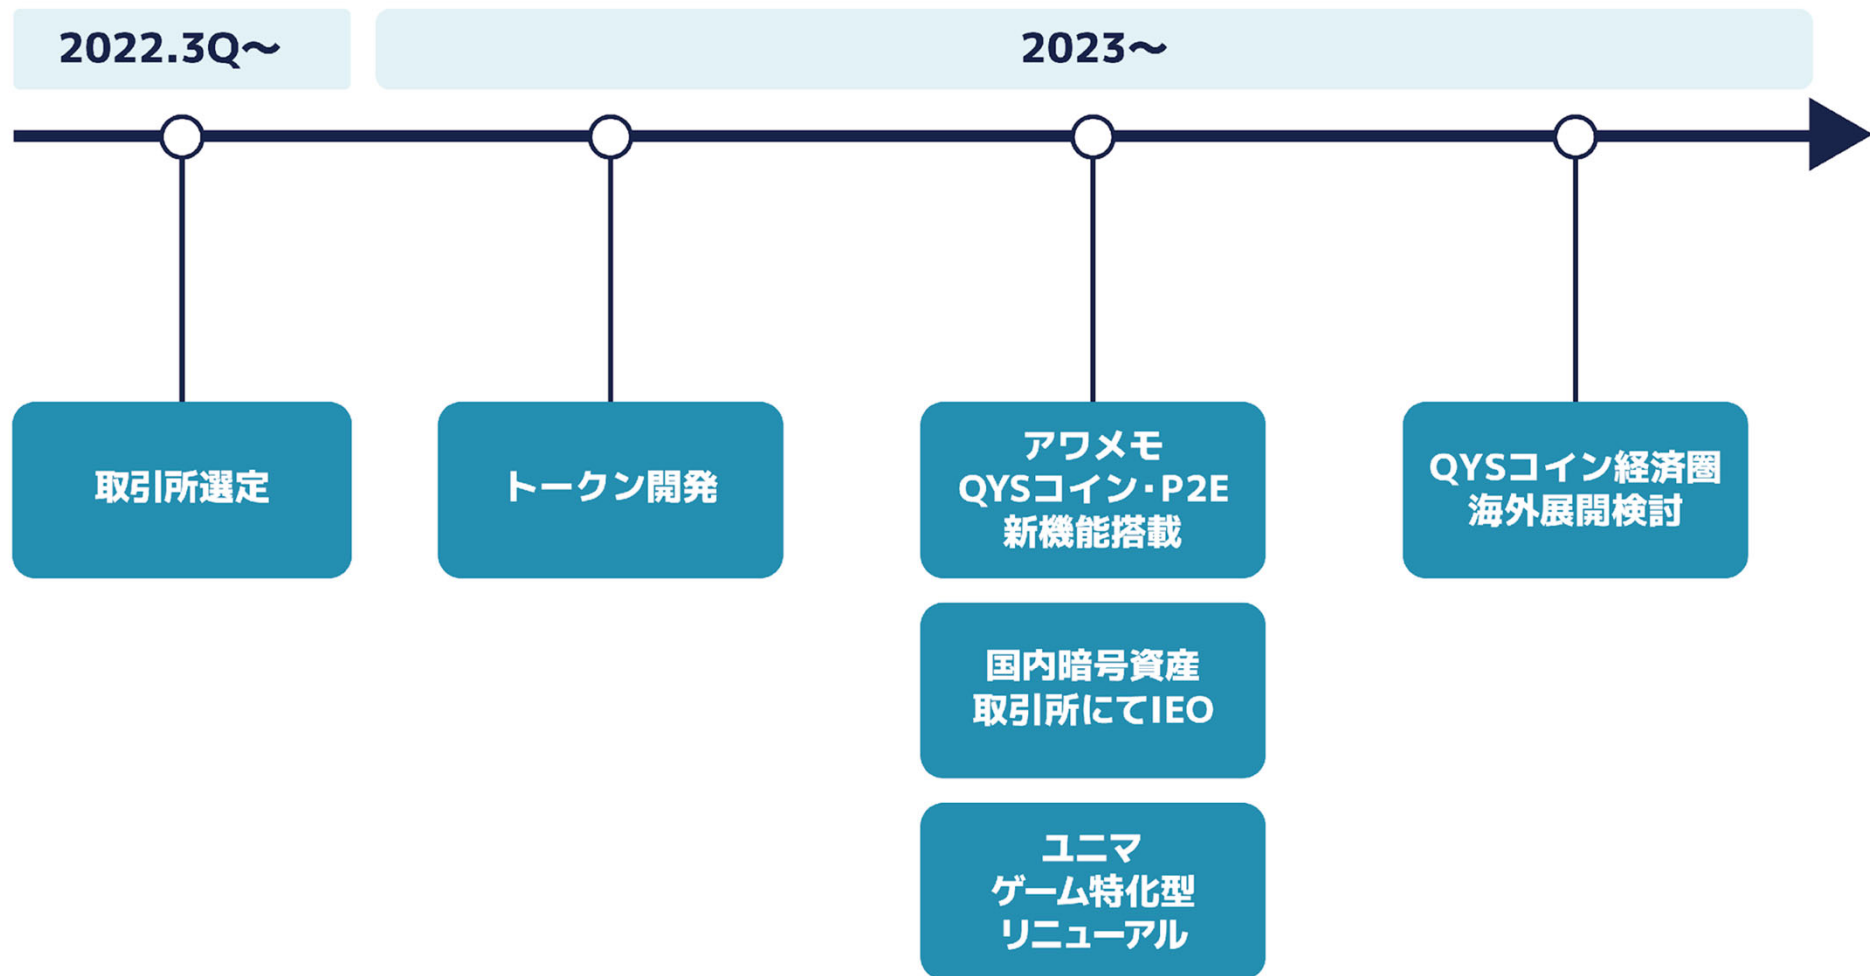 2022.3Q〜
2023〜
取引所選定
トークン開発
アワメモ
QYSコイン・P2E
新機能搭載
国内暗号資産
取引所にてIEO
ユニマ
ゲーム特化型
リニューアル
QYSコイン経済圏
海外展開検討